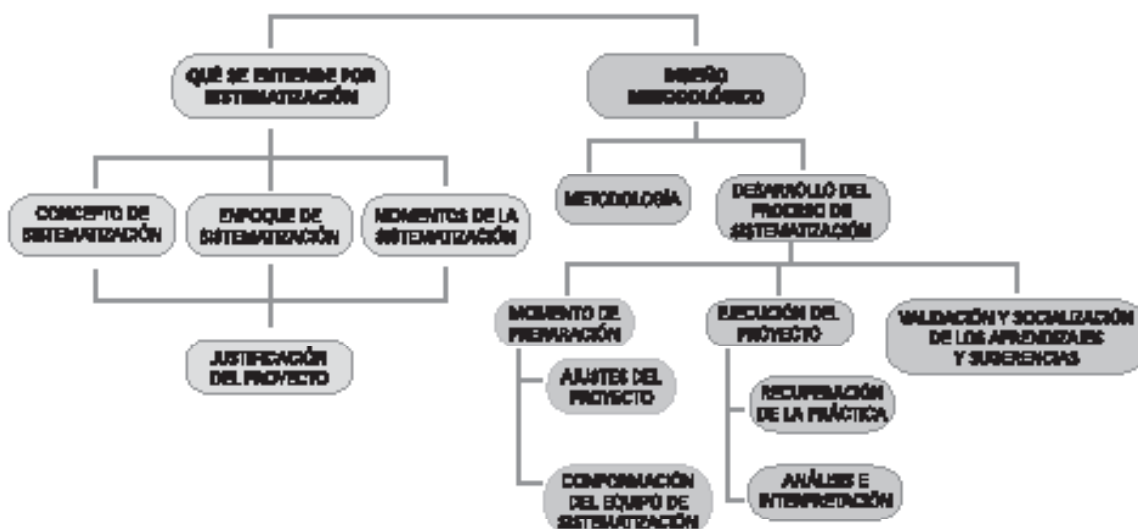 QUÉ SE ENTIENDE POR
SISTEMATIZACIÓN
DISEÑO
METODOLÓGICO
CONCEPTO DE
SISTEMATIZACIÓN
ENFOQUE DE
SISTEMATIZACIÓN
MOMENTOS DE LA
SISTEMATIZACIÓN
METODOLOGÍA
DESARROLLO DEL
PROCESO DE
SISTEMATIZACIÓN
JUSTIFICACIÓN
DEL PROYECTO
MOMENTO DE
PREPARACIÓN
EJECUCIÓN DEL
PROYECTO
VALIDACIÓN Y SOCIALIZACIÓN
DE LOS APRENDIZAJES
Y SUGERENCIAS
AJUSTES DEL
PROYECTO
RECUPERACIÓN
DE LA PRÁCTICA
CONFORMACIÓN
DEL EQUIPO DE
SISTEMATIZACIÓN
ANÁLISIS E
INTERPRETACIÓN